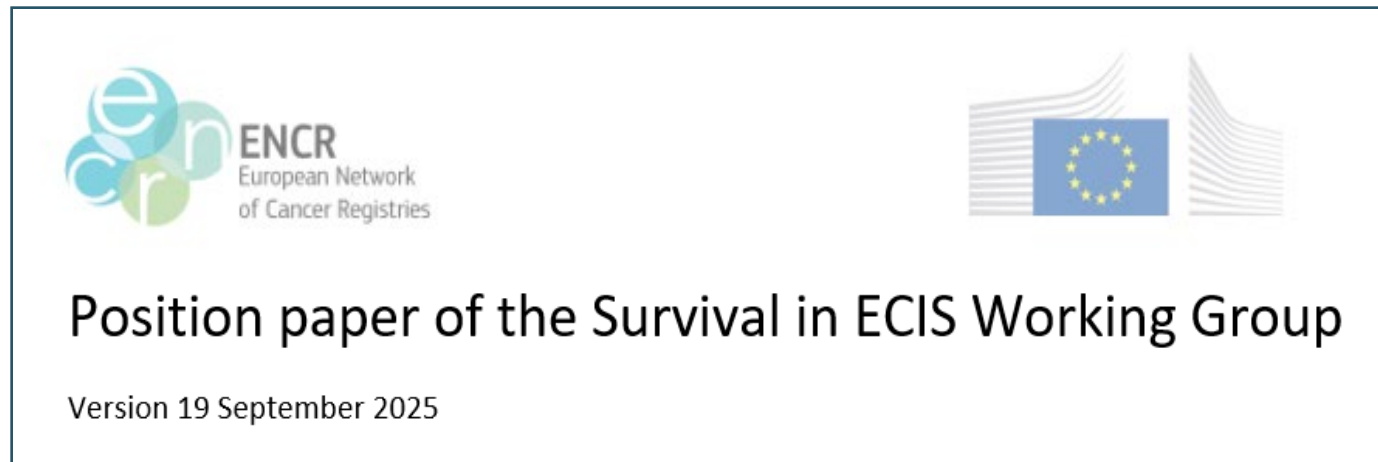 encr
ENCR
European Network
of Cancer Registries
Position paper of the Survival in ECIS Working Group
Version 19 September 2025